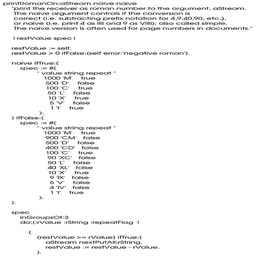 printRomanOn:aStream naive:naive
"print the receiver as roman number to the argument, aStream.
The naive argument controls if the conversion is
correct (i.e. subtracting prefix notation for 4,9,40,90, etc.),
or naive (i.e. print 4 as IIII and 9 as VIIII); also called simple.
The naive version is often used for page numbers in documents."
| restValue spec |
restValue := self.
restValue > 0 ifFalse:[self error:'negative roman'].
naive ifTrue:[
spec := #(
" value string repeat "
1000 'M' true
500 'D' false
100 'C' true
50 'L' false
10 'X' true
5 'V' false
1 'I' true
).
] ifFalse:[
spec := #(
" value string repeat "
1000 'M' true
900 'CM' false
500 'D' false
400 'CD' false
100 'C' true
90 'XC' false
50 'L' false
40 'XL' false
10 'X' true
9 'IX' false
5 'V' false
4 'IV' false
1 'I' true
).
].
spec
inGroupsOf:3
do:[:rValue :rString :repeatFlag |
[
(restValue >= rValue) ifTrue:[
aStream nextPutAll:rString.
restValue := restValue - rValue.
].